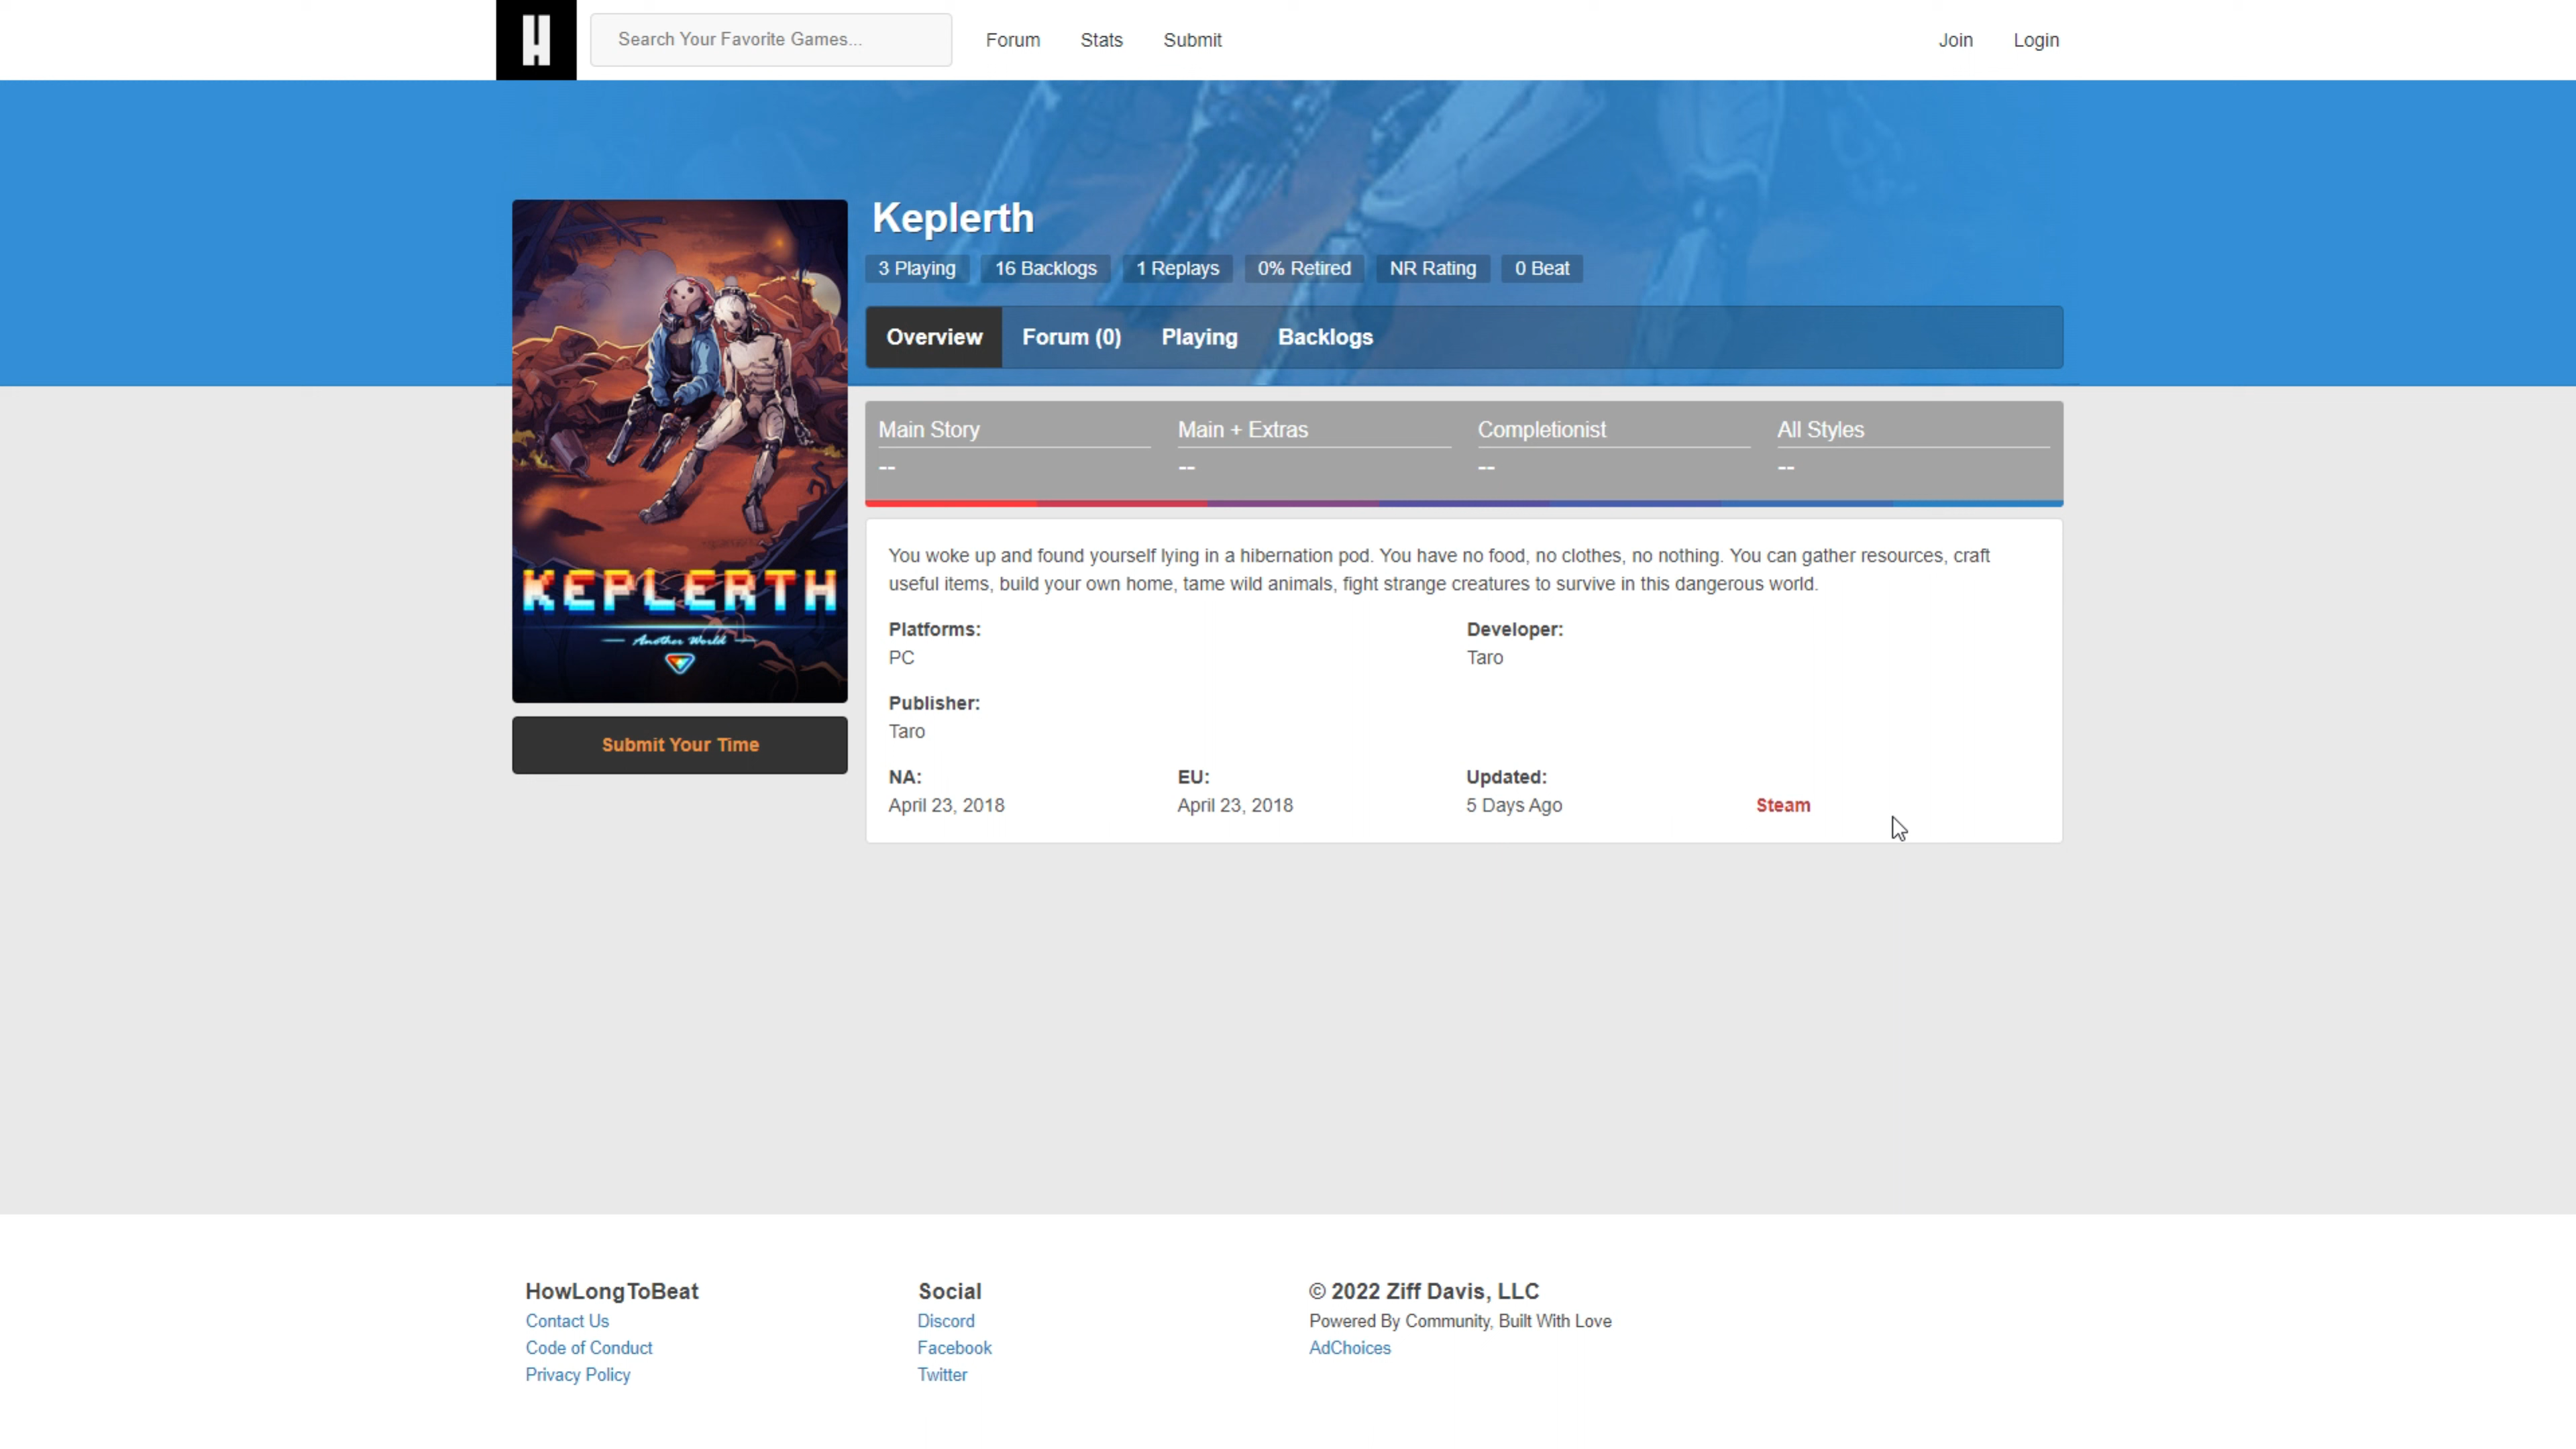 H
Search Your Favorite Games...
Forum
Stats
Submit
Join
Login
Keplerth
3 Playing
16 Backlogs
1 Replays
0% Retired
NR Rating
0 Beat
Overview
Forum (0)
Playing
Backlogs
Main Story
--
Main + Extras
--
Completionist
--
All Styles
--
KEPLERTH
Another World
Submit Your Time
You woke up and found yourself lying in a hibernation pod. You have no food, no clothes, no nothing. You can gather resources, craft
useful items, build your own home, tame wild animals, fight strange creatures to survive in this dangerous world.
Platforms:
PC
Developer:
Taro
Publisher:
Taro
NA:
April 23, 2018
EU:
April 23, 2018
Updated:
5 Days Ago
Steam
HowLongToBeat
Contact Us
Code of Conduct
Privacy Policy
Social
Discord
Facebook
Twitter
© 2022 Ziff Davis, LLC
Powered By Community, Built With Love
AdChoices